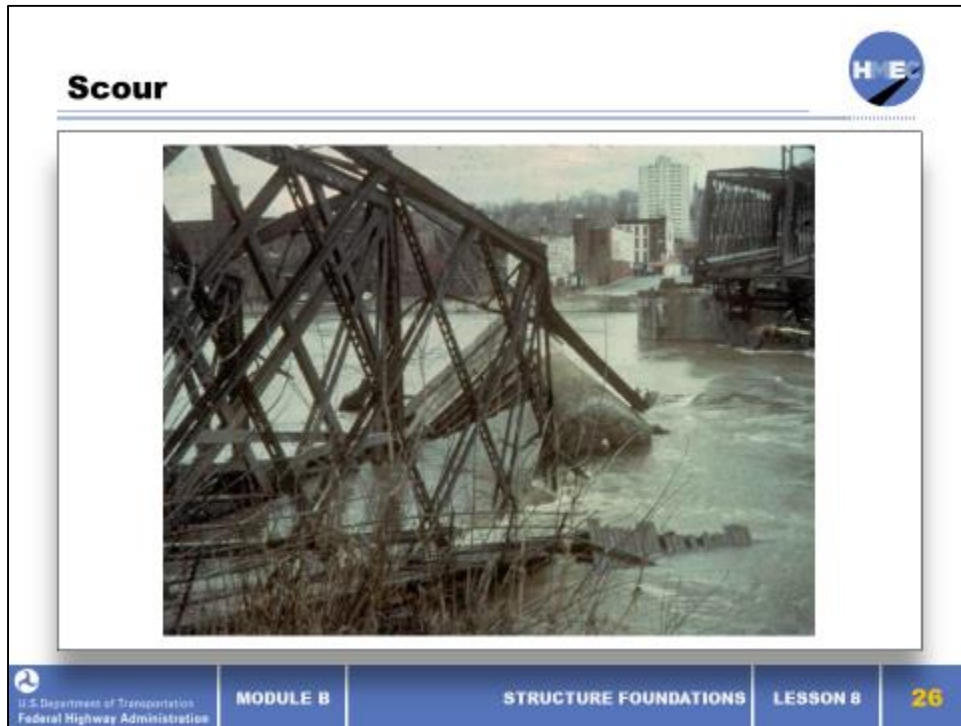 Scour
HMEC
U.S. Department of Transportation
Federal Highway Administration
MODULE B
STRUCTURE FOUNDATIONS
LESSON 8
26